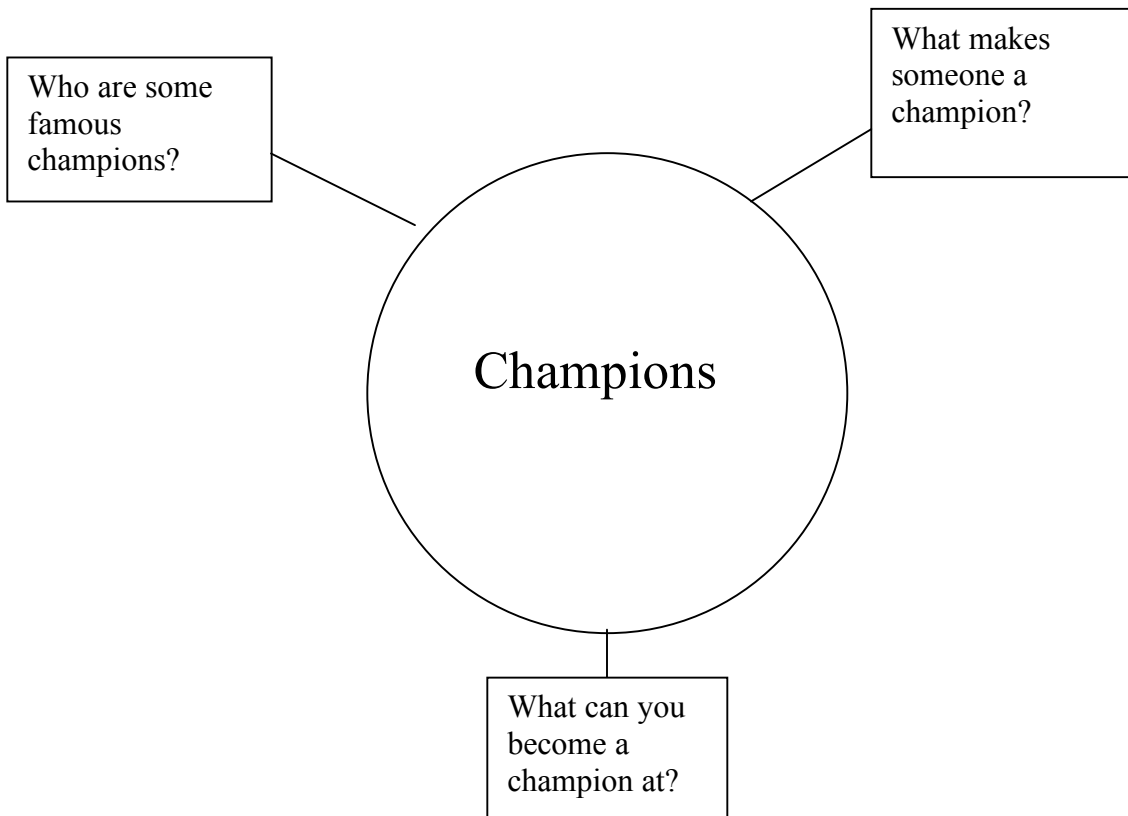 What makes
someone a
champion?
Who are some
famous
champions?
Champions
What can you
become a
champion at?